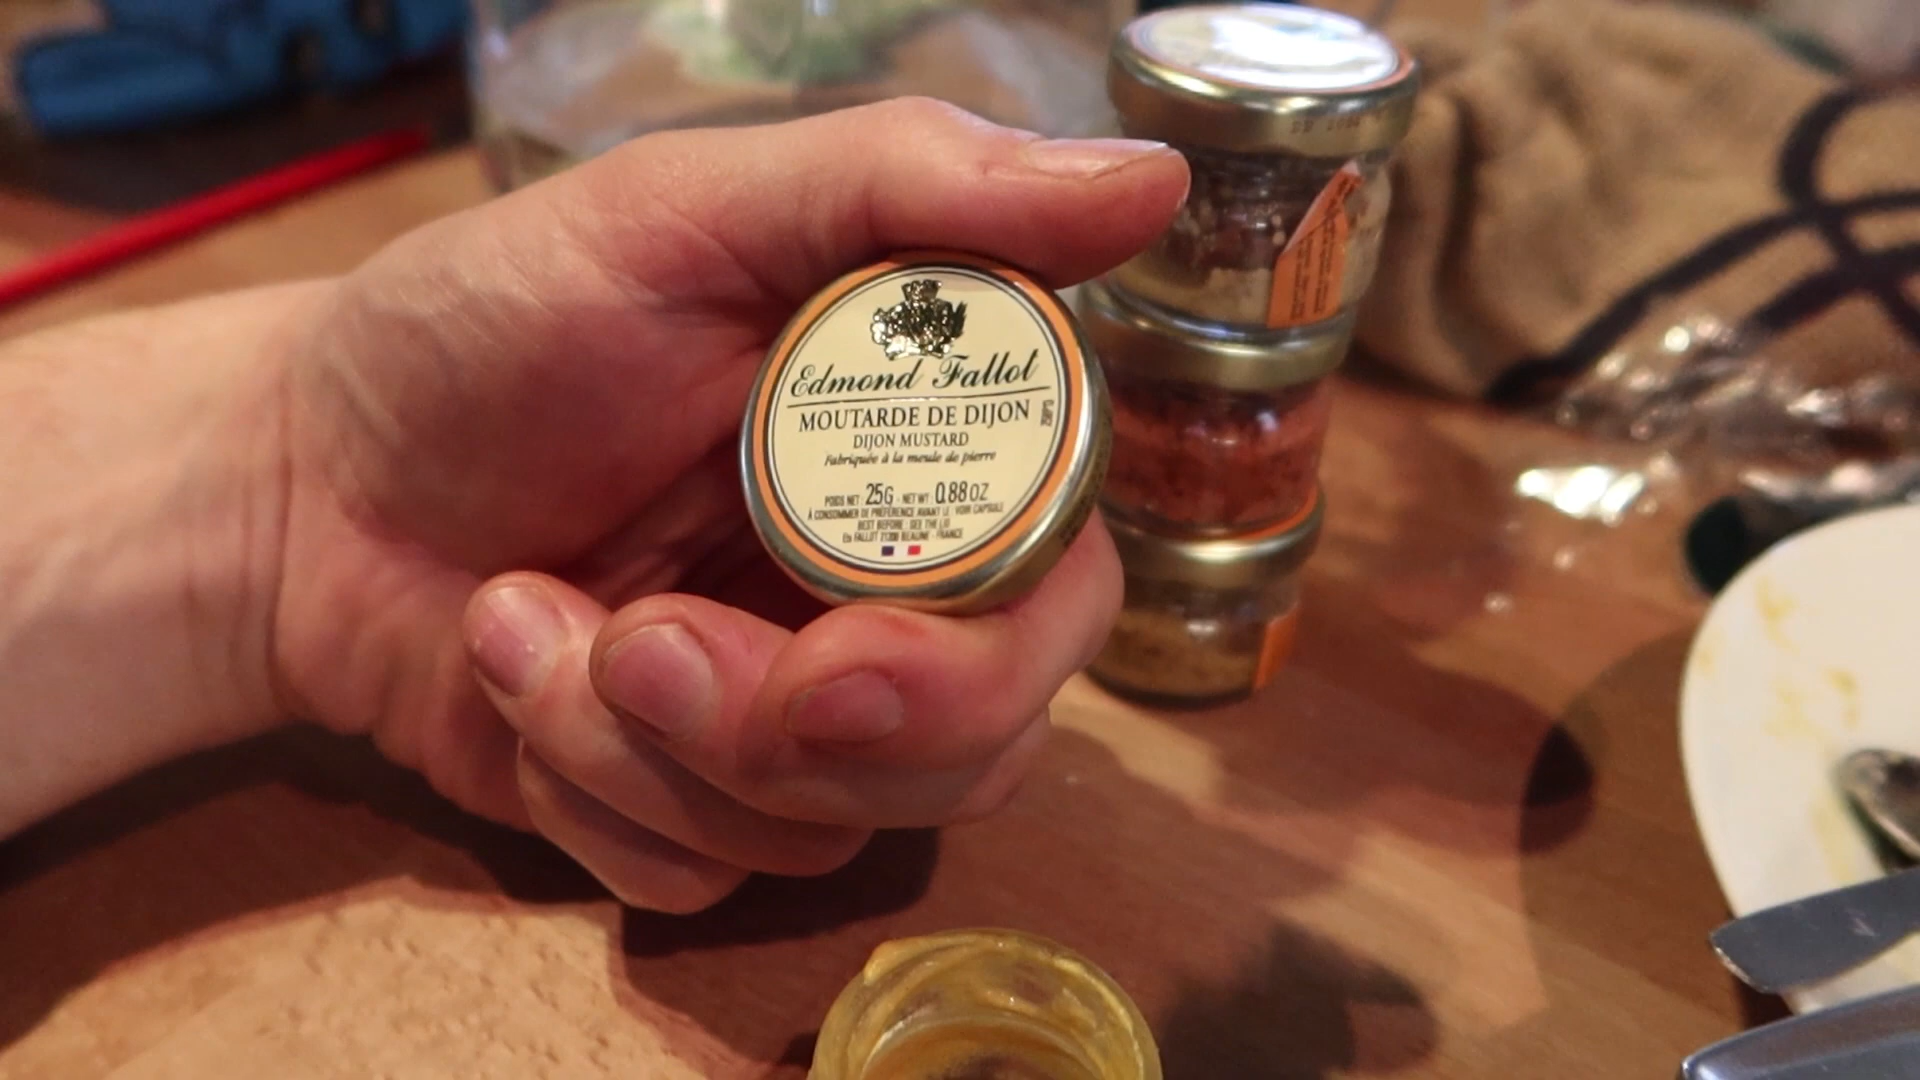 Edmond Fallot
MOUTARDE DE DIJON
DIJON MUSTARD
Fabriquée à la meule de pierre
POIDS NET 25G - NET WT 0.88 OZ
À CONSOMMER DE PRÉFÉRENCE AVANT LE : VOIR CAPSULE
BEST BEFORE : SEE THE LID
Ets FALLOT 21200 BEAUNE - FRANCE